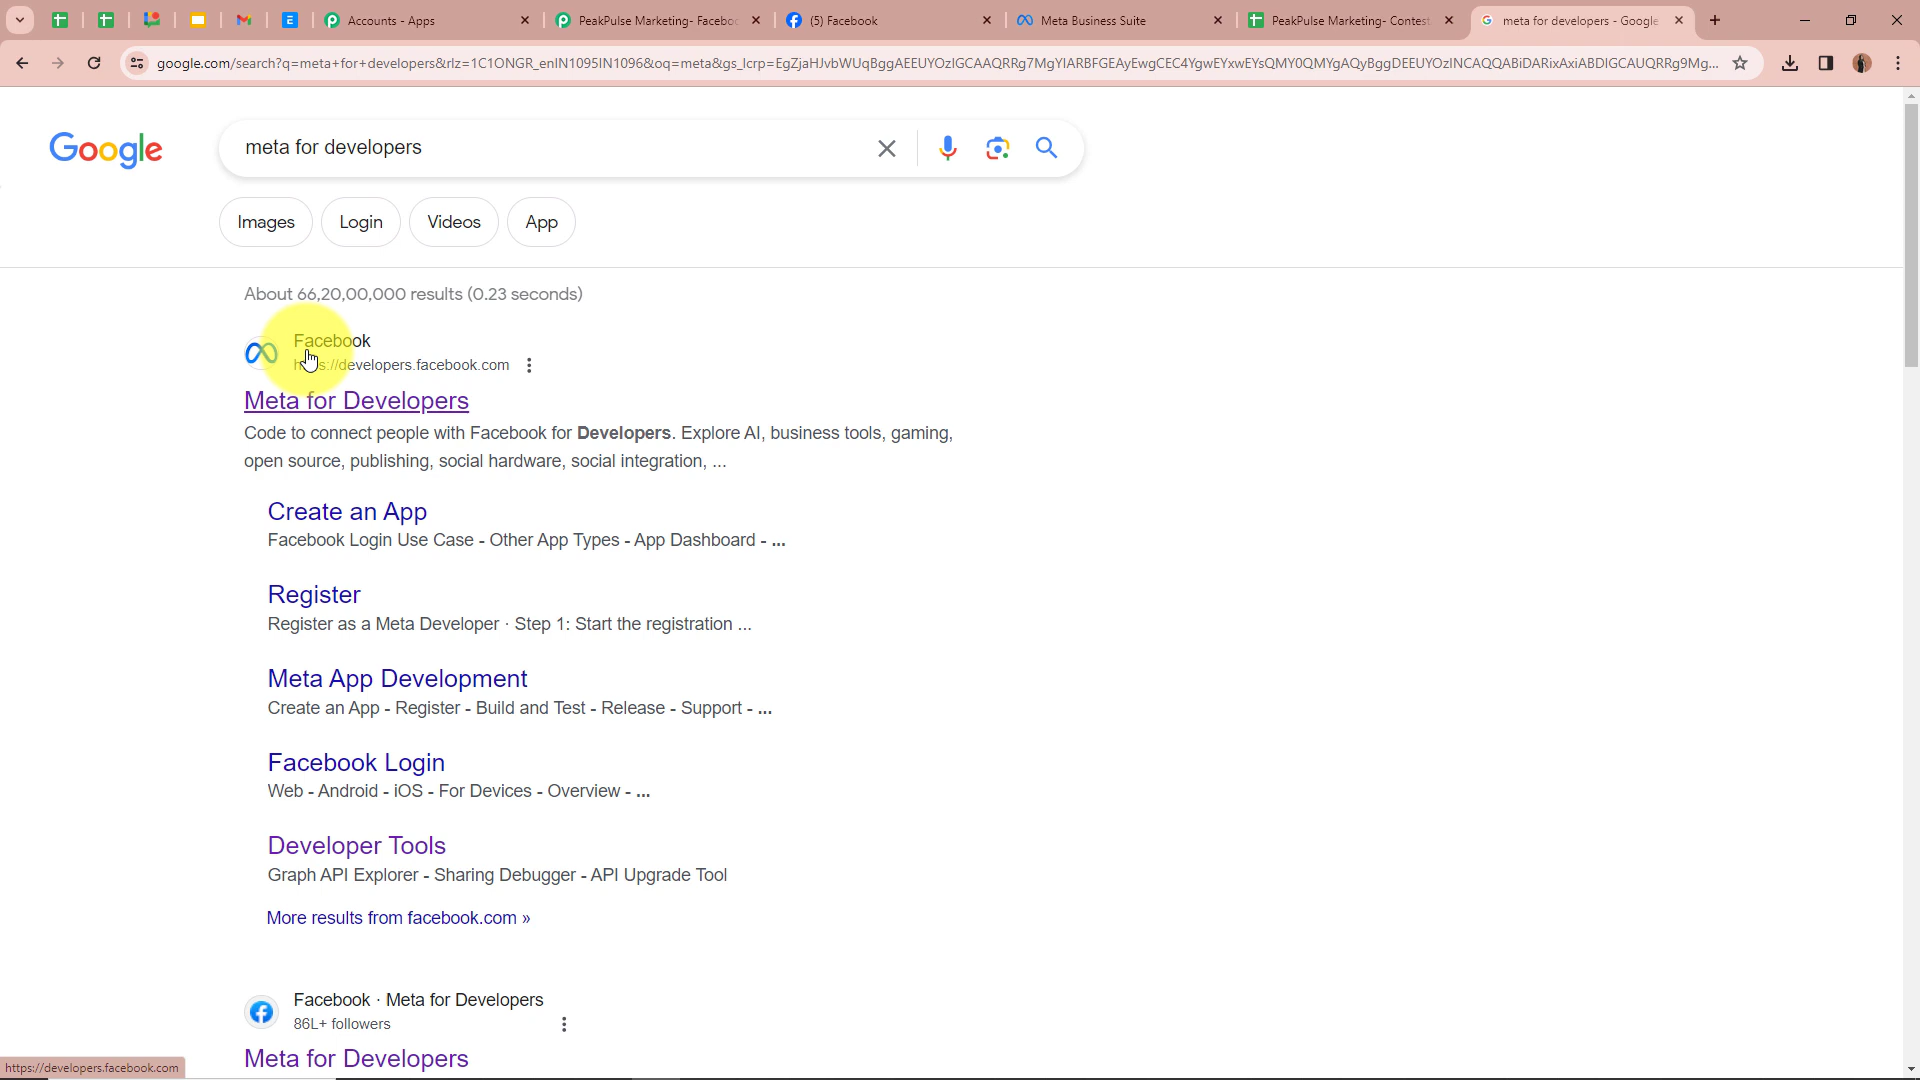 Accounts - Apps
PeakPulse Marketing- Facebo
(5) Facebook
Meta Business Suite
PeakPulse Marketing- Contest
meta for developers - Google
google.com/search?q=meta+for+developers&rlz=1C1ONGR_enIN1095IN1096&oq=meta&gs_lcrp=EgZjaHJvbWUqBggAEEUYOzIGCAAQRRg7MgYIARBFGEAyEwgCEC4YgwEYxwEYsQMY0QMYgAQyBggDEEUYOzINCAQQABiDARixAxiABDIGCAUQRRg9Mg...
Google
meta for developers
Images
Login
Videos
App
About 66,20,00,000 results (0.23 seconds)
Facebook
https://developers.facebook.com
Meta for Developers
Code to connect people with Facebook for Developers. Explore AI, business tools, gaming,
open source, publishing, social hardware, social integration, ...
Create an App
Facebook Login Use Case - Other App Types - App Dashboard - ...
Register
Register as a Meta Developer · Step 1: Start the registration ...
Meta App Development
Create an App - Register - Build and Test - Release - Support - ...
Facebook Login
Web - Android - iOS - For Devices - Overview - ...
Developer Tools
Graph API Explorer - Sharing Debugger - API Upgrade Tool
More results from facebook.com »
Facebook · Meta for Developers
86L+ followers
Meta for Developers
https://developers.facebook.com